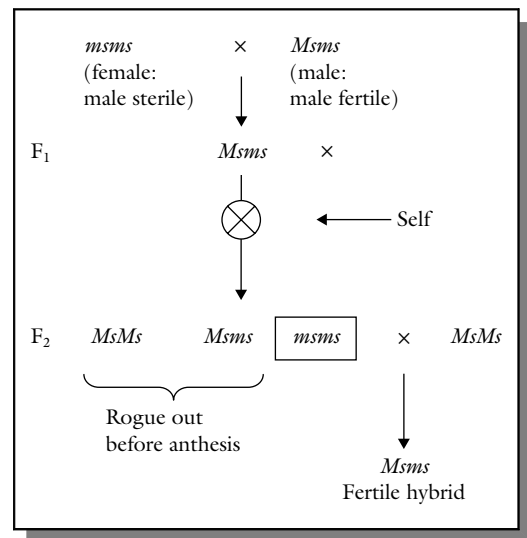 msms × Msms
(female: (male:
male sterile) male fertile)
F₁ Msms ×
Self
F₂ MsMs Msms msms × MsMs
Rogue out
before anthesis
Msms
Fertile hybrid